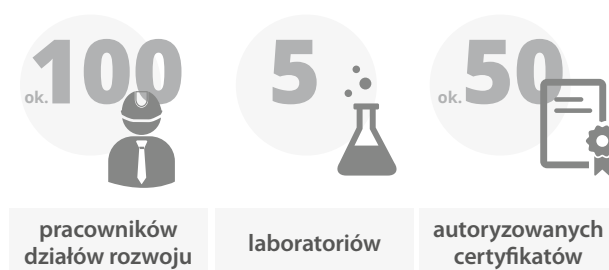 ok. 100
pracowników
działów rozwoju
5
laboratoriów
ok. 50
autoryzowanych
certyfikatów